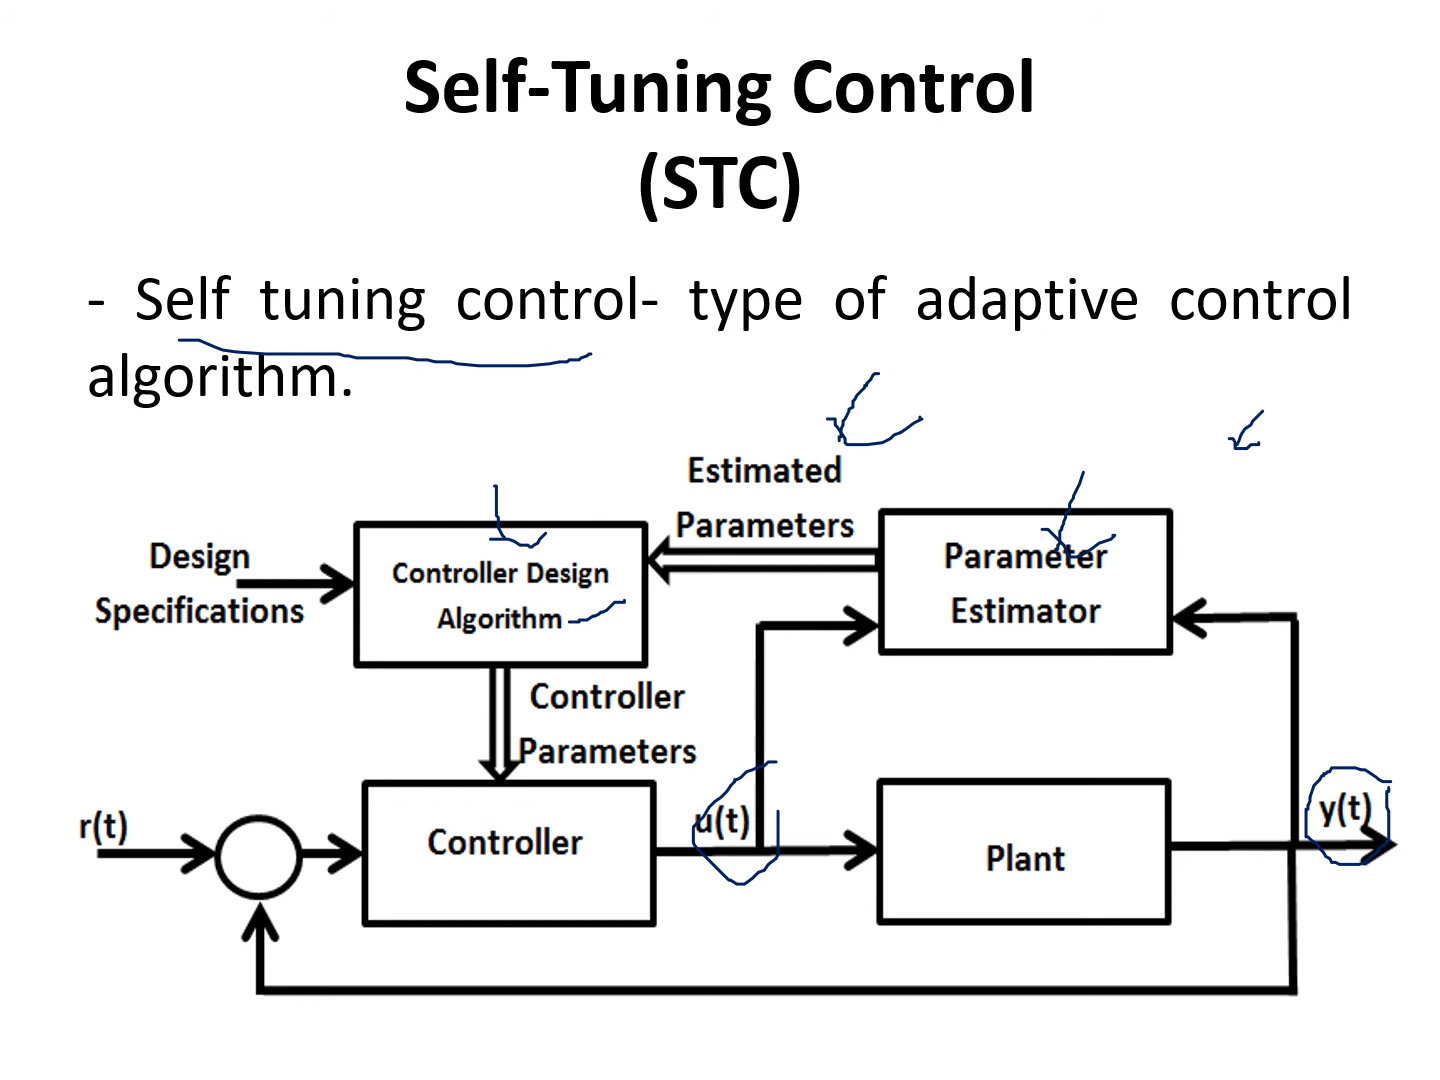 Self-Tuning Control
(STC)
- Self tuning control- type of adaptive control
algorithm.
Estimated
Parameters
Design
Specifications
Controller Design
Algorithm
Parameter
Estimator
Controller
Parameters
r(t)
Controller
u(t)
Plant
y(t)